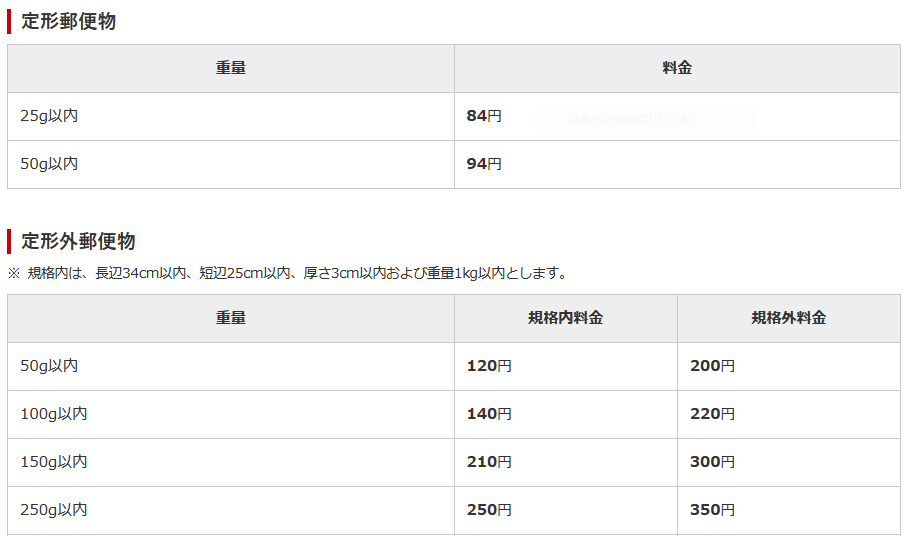 定形郵便物
重量 料金
25g以内 84円
50g以内 94円
定形外郵便物
※ 規格内は、長辺34cm以内、短辺25cm以内、厚さ3cm以内および重量1kg以内とします。
重量 規格内料金 規格外料金
50g以内 120円 200円
100g以内 140円 220円
150g以内 210円 300円
250g以内 250円 350円